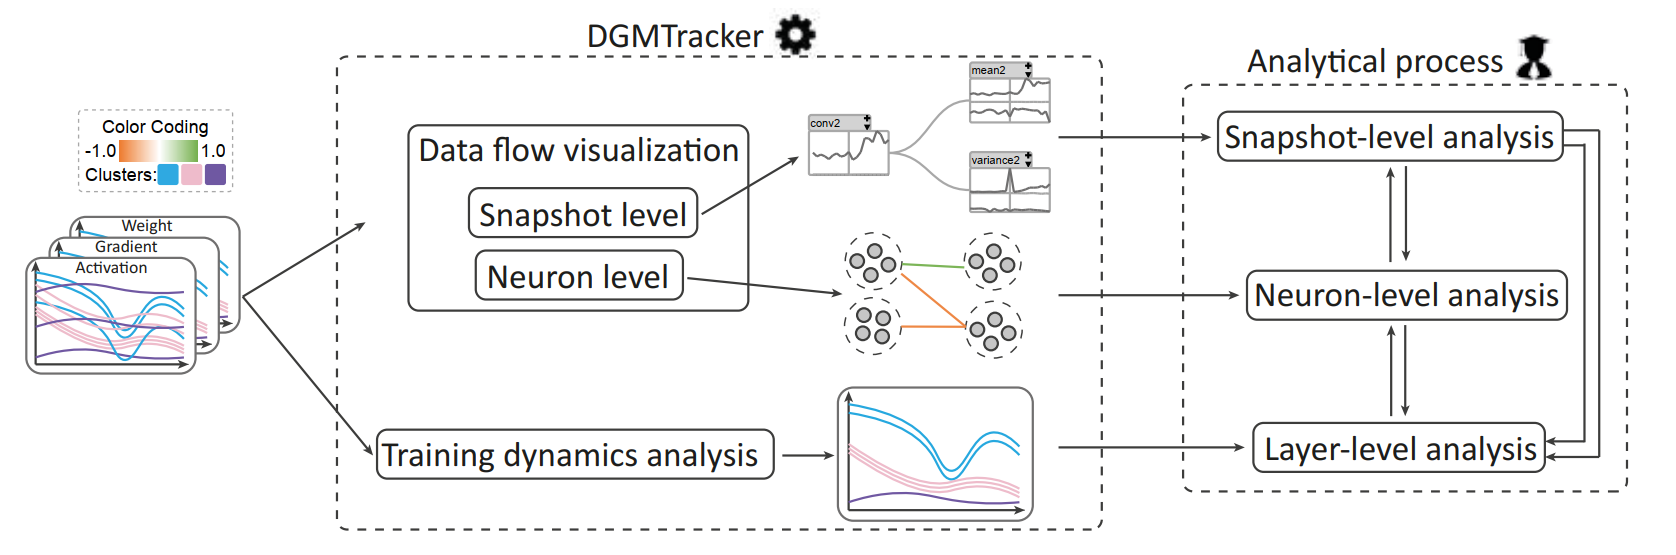 DGMTracker
Analytical process
Color Coding
-1.0 1.0
Clusters:
Weight
Gradient
Activation
Data flow visualization
Snapshot level
Neuron level
Training dynamics analysis
conv2
mean2
variance2
Snapshot-level analysis
Neuron-level analysis
Layer-level analysis